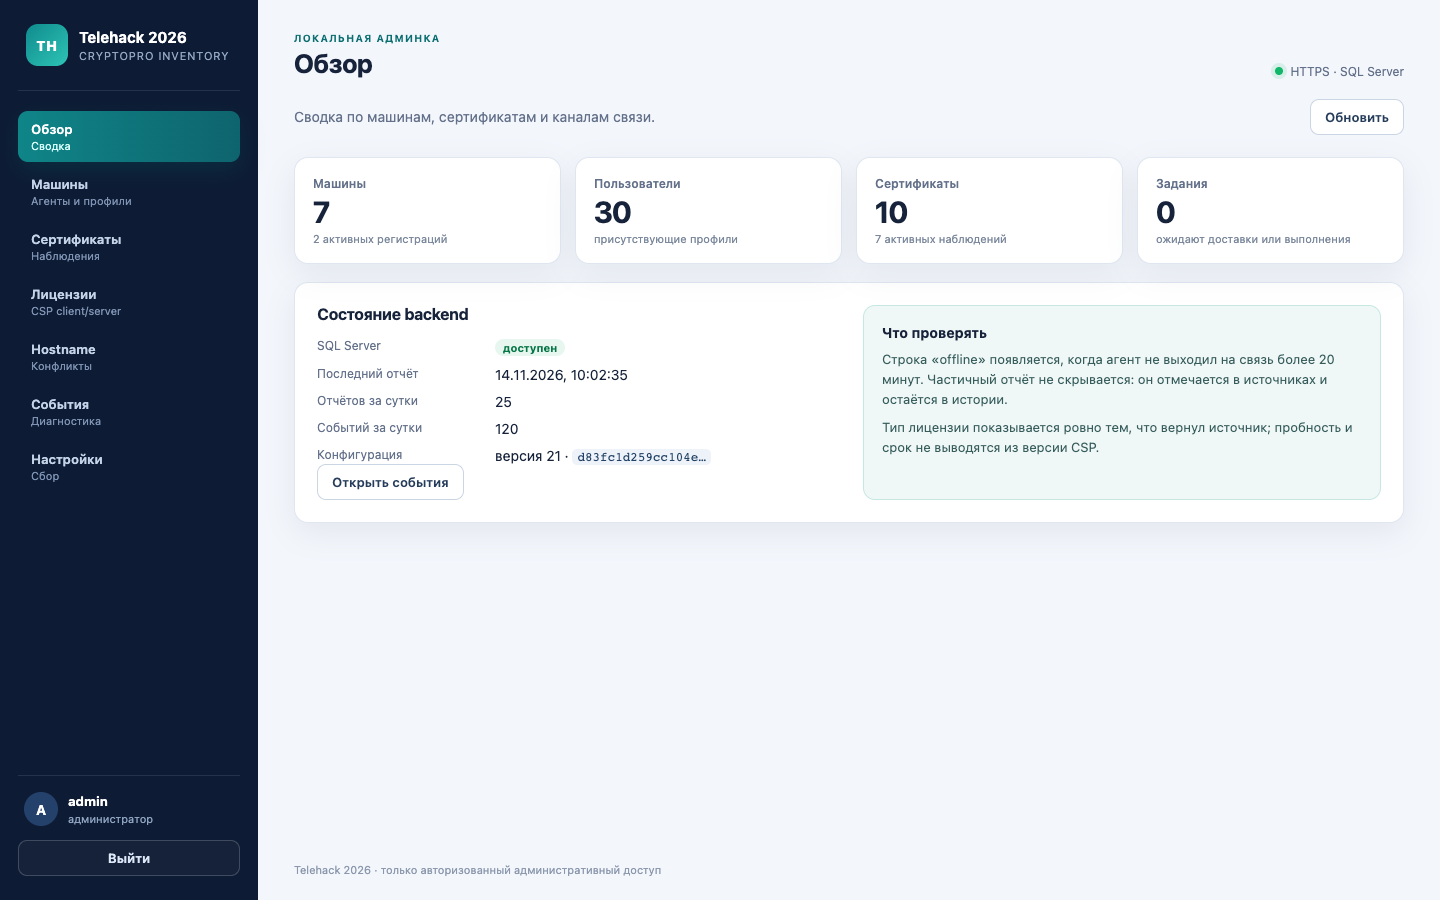 TH
Telehack 2026
CRYPTOPRO INVENTORY
Обзор
Сводка
Машины
Агенты и профили
Сертификаты
Наблюдения
Лицензии
CSP client/server
Hostname
Конфликты
События
Диагностика
Настройки
Сбор
A
admin
администратор
Выйти
ЛОКАЛЬНАЯ АДМИНКА
Обзор
HTTPS · SQL Server
Сводка по машинам, сертификатам и каналам связи.
Обновить
Машины
7
2 активных регистраций
Пользователи
30
присутствующие профили
Сертификаты
10
7 активных наблюдений
Задания
0
ожидают доставки или выполнения
Состояние backend
SQL Server доступен
Последний отчёт 14.11.2026, 10:02:35
Отчётов за сутки 25
Событий за сутки 120
Конфигурация версия 21 · d83fc1d259cc104e…
Открыть события
Что проверять
Строка «offline» появляется, когда агент не выходил на связь более 20
минут. Частичный отчёт не скрывается: он отмечается в источниках и
остаётся в истории.
Тип лицензии показывается ровно тем, что вернул источник; пробность и
срок не выводятся из версии CSP.
Telehack 2026 · только авторизованный административный доступ